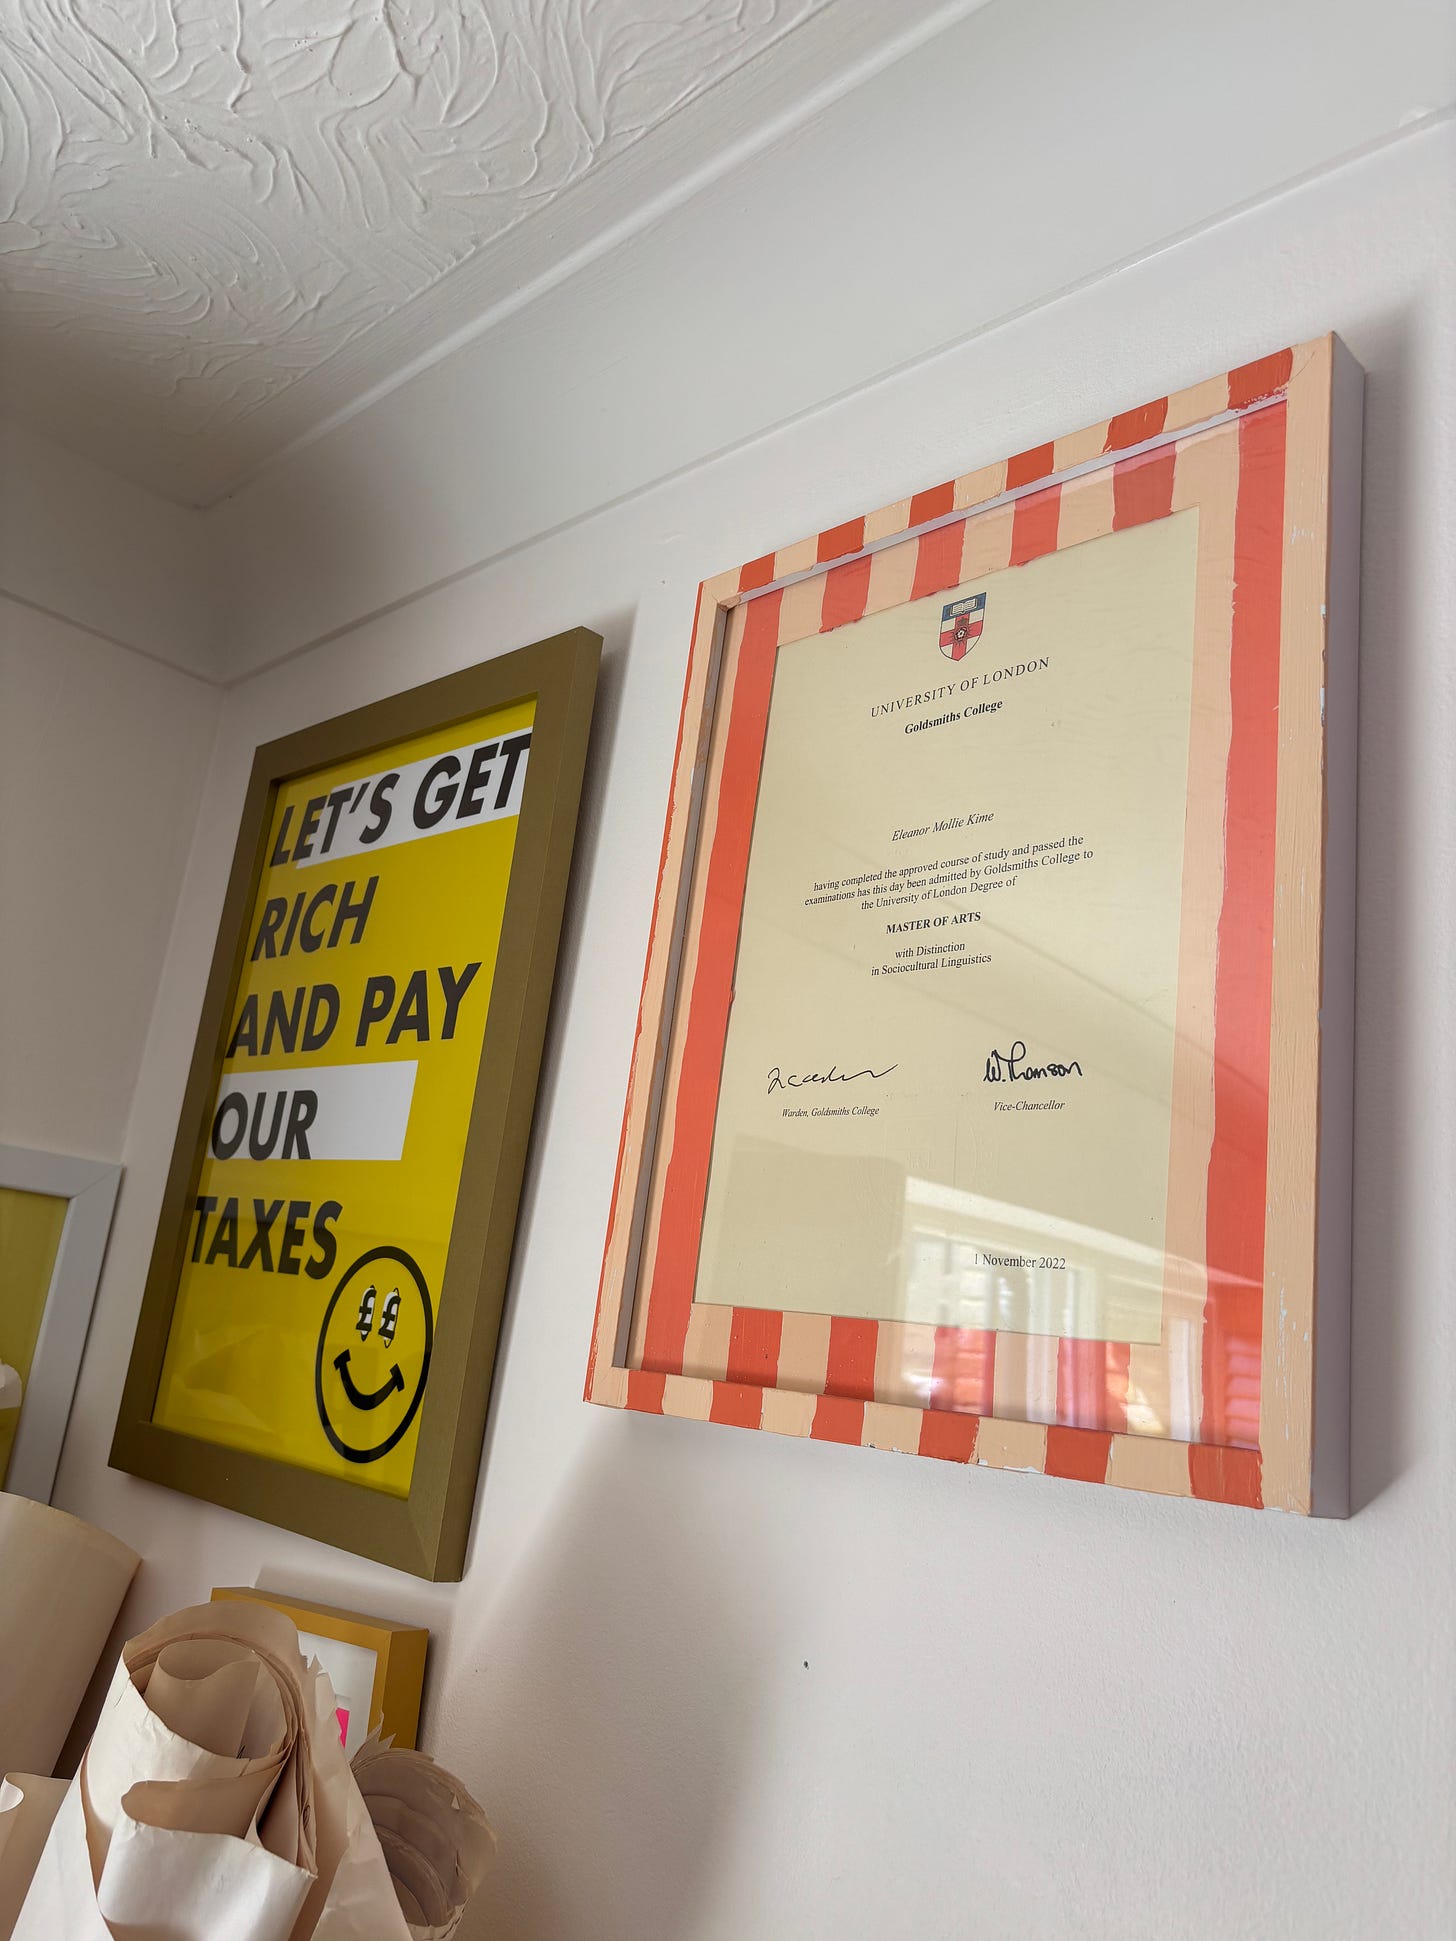 LET'S GET
RICH
AND PAY
OUR
TAXES
££
UNIVERSITY OF LONDON
Goldsmiths College
Eleanor Mollie Kime
having completed the approved course of study and passed the
examinations has this day been admitted by Goldsmiths College to
the University of London Degree of
MASTER OF ARTS
with Distinction
in Sociocultural Linguistics
W. Thomson
Warden, Goldsmiths College
Vice-Chancellor
1 November 2022